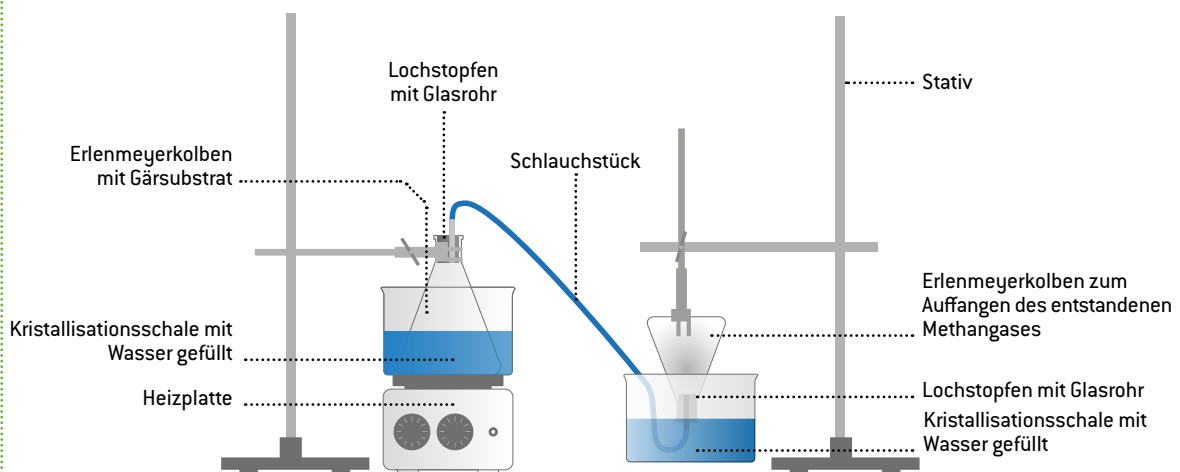 Lochstopfen
mit Glasrohr
Stativ
Erlenmeyerkolben
mit Gärsubstrat
Schlauchstück
Erlenmeyerkolben zum
Auffangen des entstandenen
Methangases
Kristallisationsschale mit
Wasser gefüllt
Heizplatte
Lochstopfen mit Glasrohr
Kristallisationsschale mit
Wasser gefüllt